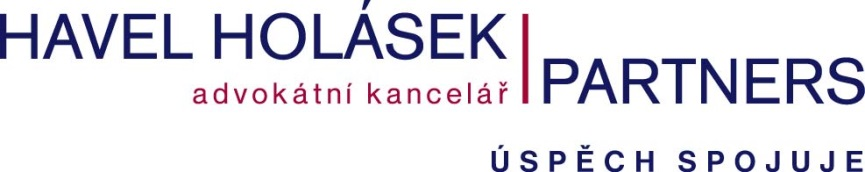 HAVEL HOLÁSEK
advokátní kancelář
PARTNERS
ÚSPĚCH SPOJUJE